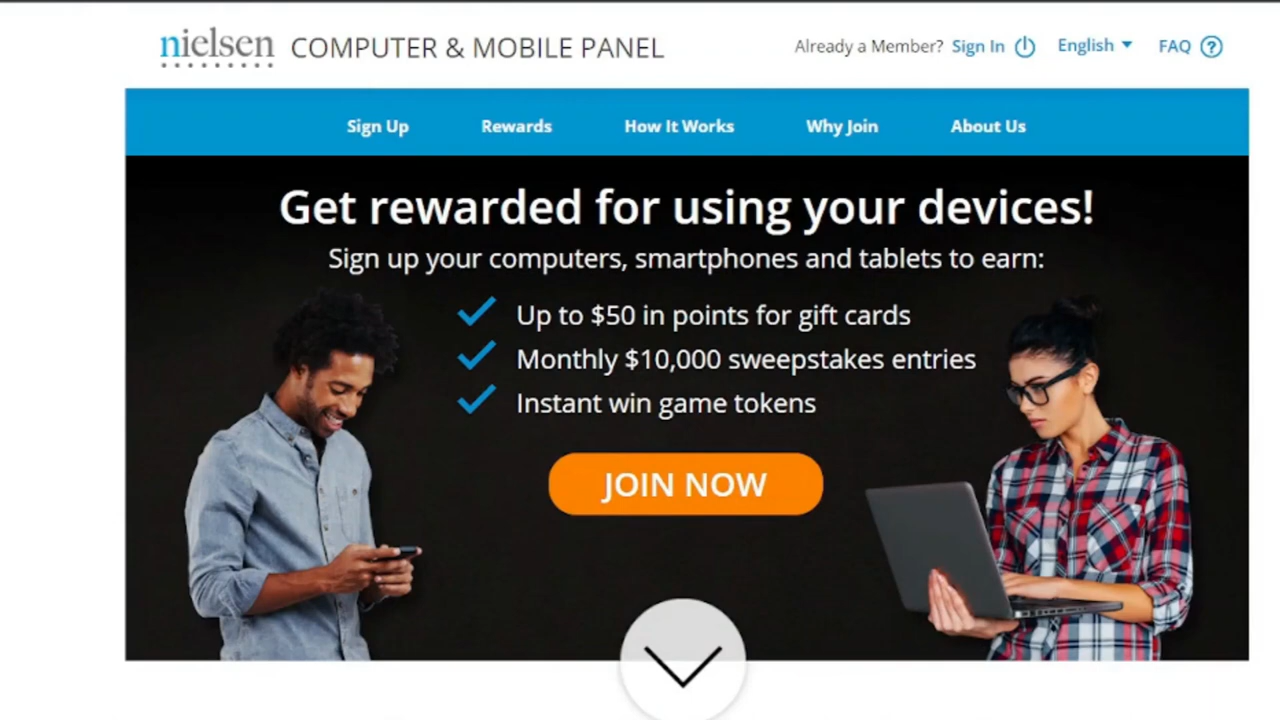 nielsen COMPUTER & MOBILE PANEL
Already a Member? Sign In English FAQ ?
Sign Up Rewards How It Works Why Join About Us
Get rewarded for using your devices!
Sign up your computers, smartphones and tablets to earn:
Up to $50 in points for gift cards
Monthly $10,000 sweepstakes entries
Instant win game tokens
JOIN NOW